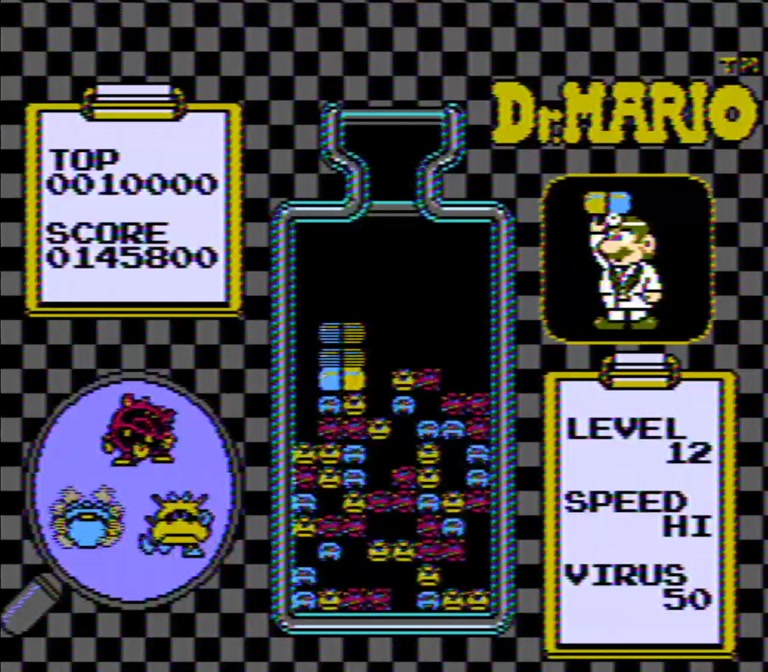 TM
Dr. MARIO
TOP
0010000
SCORE
0145800
LEVEL
12
SPEED
HI
VIRUS
50